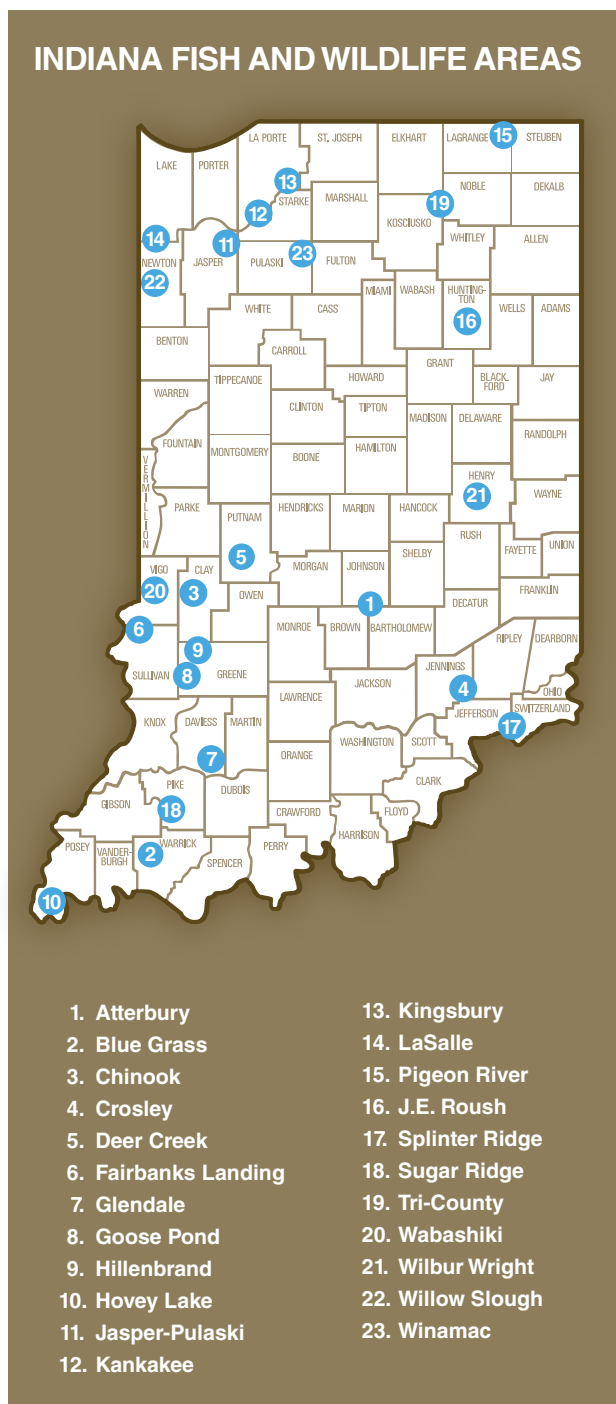 INDIANA FISH AND WILDLIFE AREAS
LA PORTE
ST. JOSEPH
ELKHART
LAGRANGE
15
STEUBEN
LAKE
PORTER
13
STARKE
MARSHALL
NOBLE
DEKALB
12
19
KOSCIUSKO
14
11
23
WHITLEY
ALLEN
NEWTON
22
JASPER
PULASKI
FULTON
MIAMI
WABASH
HUNTING-
TON
16
WELLS
ADAMS
WHITE
CASS
BENTON
CARROLL
GRANT
BLACK-
FORD
JAY
WARREN
TIPPECANOE
HOWARD
CLINTON
TIPTON
MADISON
DELAWARE
FOUNTAIN
RANDOLPH
VERMILLION
MONTGOMERY
BOONE
HAMILTON
HENRY
21
WAYNE
PARKE
PUTNAM
HENDRICKS
MARION
HANCOCK
5
SHELBY
RUSH
FAYETTE
UNION
VIGO
20
CLAY
3
MORGAN
JOHNSON
OWEN
1
DECATUR
FRANKLIN
6
MONROE
BROWN
BARTHOLOMEW
RIPLEY
DEARBORN
9
SULLIVAN
8
GREENE
JENNINGS
4
JACKSON
OHIO
LAWRENCE
JEFFERSON
SWITZERLAND
17
KNOX
DAVIESS
MARTIN
7
WASHINGTON
SCOTT
ORANGE
CLARK
GIBSON
PIKE
18
DUBOIS
CRAWFORD
FLOYD
HARRISON
POSEY
VANDER-
BURGH
2
WARRICK
SPENCER
PERRY
10
1. Atterbury
2. Blue Grass
3. Chinook
4. Crosley
5. Deer Creek
6. Fairbanks Landing
7. Glendale
8. Goose Pond
9. Hillenbrand
10. Hovey Lake
11. Jasper-Pulaski
12. Kankakee
13. Kingsbury
14. LaSalle
15. Pigeon River
16. J.E. Roush
17. Splinter Ridge
18. Sugar Ridge
19. Tri-County
20. Wabashiki
21. Wilbur Wright
22. Willow Slough
23. Winamac